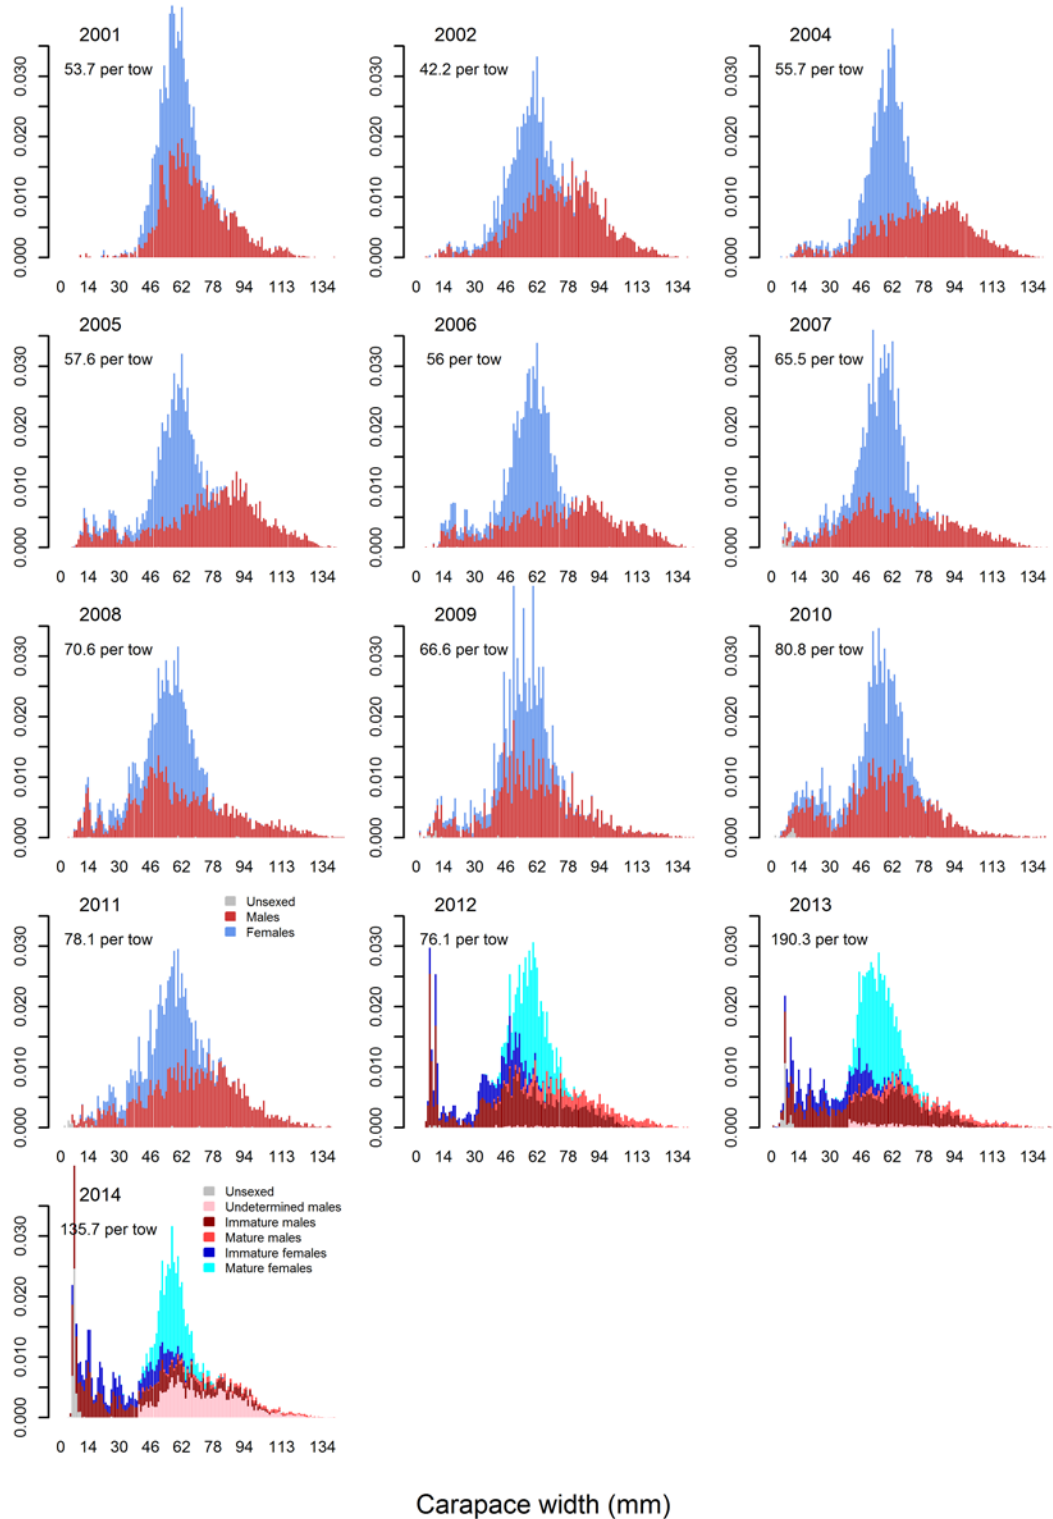 2001
53.7 per tow
0.000 0.010 0.020 0.030
0 14 30 46 62 78 94 113 134
2002
42.2 per tow
0.000 0.010 0.020 0.030
0 14 30 46 62 78 94 113 134
2004
55.7 per tow
0.000 0.010 0.020 0.030
0 14 30 46 62 78 94 113 134
2005
57.6 per tow
0.000 0.010 0.020 0.030
0 14 30 46 62 78 94 113 134
2006
56 per tow
0.000 0.010 0.020 0.030
0 14 30 46 62 78 94 113 134
2007
65.5 per tow
0.000 0.010 0.020 0.030
0 14 30 46 62 78 94 113 134
2008
70.6 per tow
0.000 0.010 0.020 0.030
0 14 30 46 62 78 94 113 134
2009
66.6 per tow
0.000 0.010 0.020 0.030
0 14 30 46 62 78 94 113 134
2010
80.8 per tow
0.000 0.010 0.020 0.030
0 14 30 46 62 78 94 113 134
2011
78.1 per tow
Unsexed
Males
Females
0.000 0.010 0.020 0.030
0 14 30 46 62 78 94 113 134
2012
76.1 per tow
0.000 0.010 0.020 0.030
0 14 30 46 62 78 94 113 134
2013
190.3 per tow
0.000 0.010 0.020 0.030
0 14 30 46 62 78 94 113 134
2014
135.7 per tow
Unsexed
Undetermined males
Immature males
Mature males
Immature females
Mature females
0.000 0.010 0.020 0.030
0 14 30 46 62 78 94 113 134
Carapace width (mm)